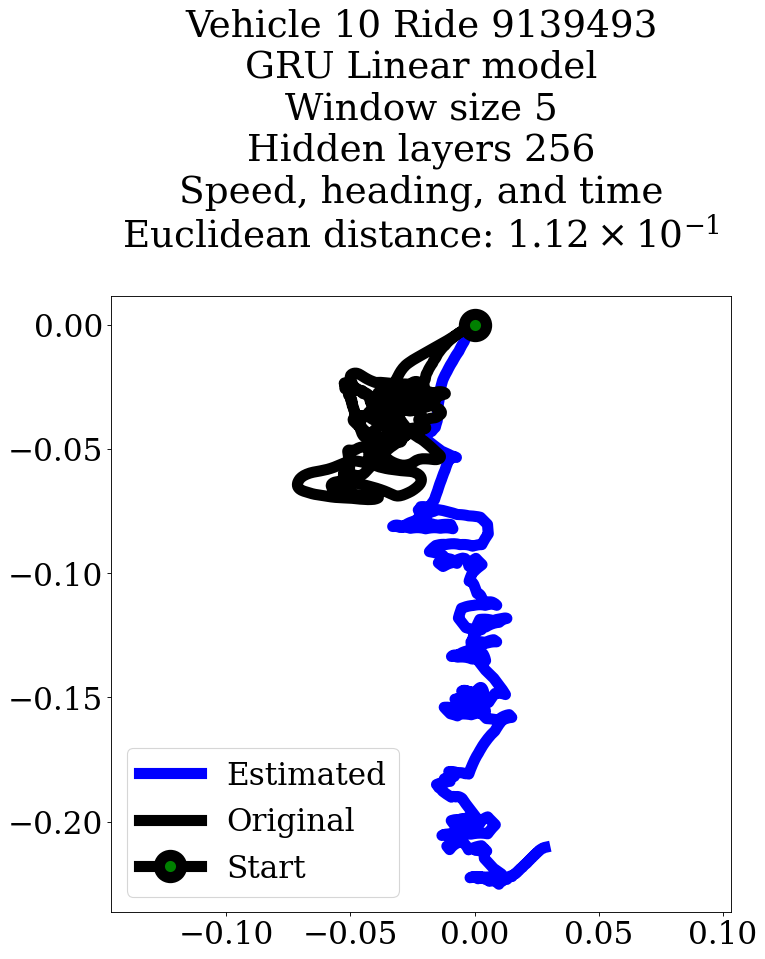 Vehicle 10 Ride 9139493
GRU Linear model
Window size 5
Hidden layers 256
Speed, heading, and time
Euclidean distance: 1.12 × 10⁻¹
0.00
−0.05
−0.10
−0.15
−0.20
Estimated
Original
Start
−0.10 −0.05 0.00 0.05 0.10